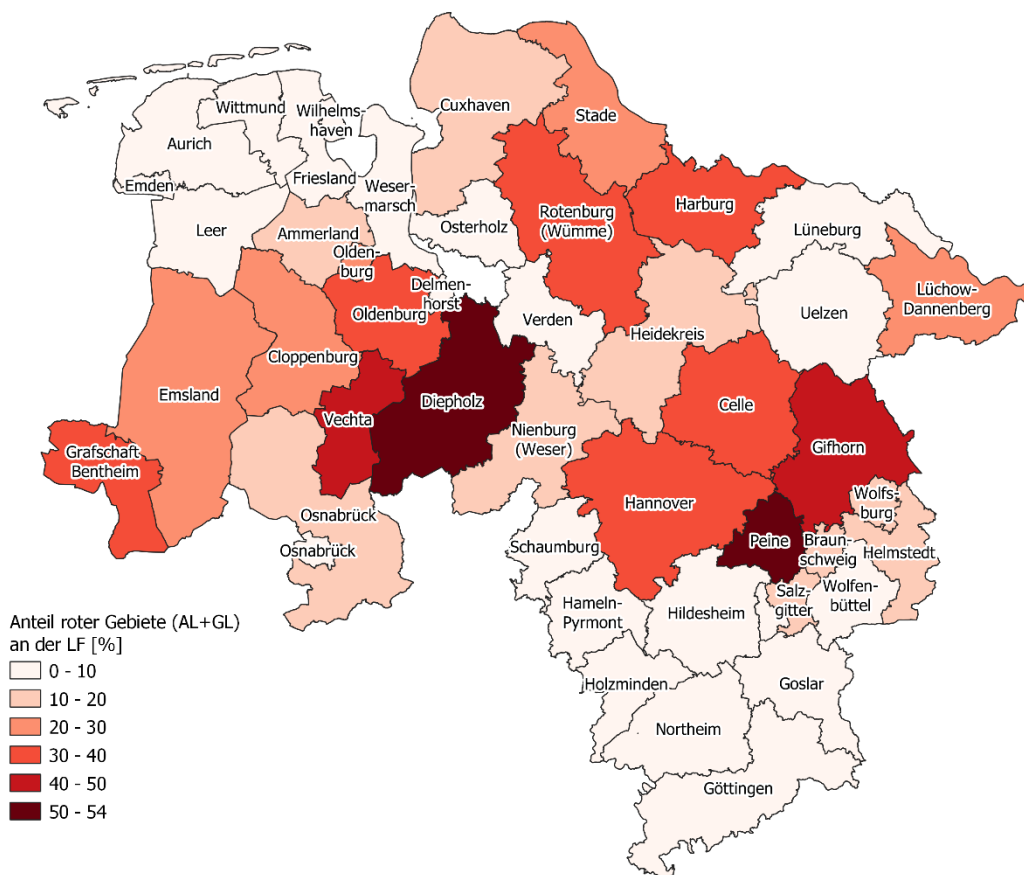 Cuxhaven
Stade
Wittmund
Wilhelms-
haven
Aurich
Emden
Friesland
Weser-
marsch
Leer
Ammerland
Olden-
burg
Osterholz
Rotenburg
(Wümme)
Harburg
Lüneburg
Delmen-
horst
Oldenburg
Verden
Heidekreis
Uelzen
Lüchow-
Dannenberg
Cloppenburg
Emsland
Vechta
Diepholz
Celle
Nienburg
(Weser)
Gifhorn
Grafschaft
Bentheim
Hannover
Wolfs-
burg
Osnabrück
Osnabrück
Schaumburg
Peine
Braun-
schweig
Helmstedt
Hameln-
Pyrmont
Hildesheim
Salz-
gitter
Wolfen-
büttel
Holzminden
Goslar
Northeim
Göttingen
Anteil roter Gebiete (AL+GL)
an der LF [%]
0 - 10
10 - 20
20 - 30
30 - 40
40 - 50
50 - 54